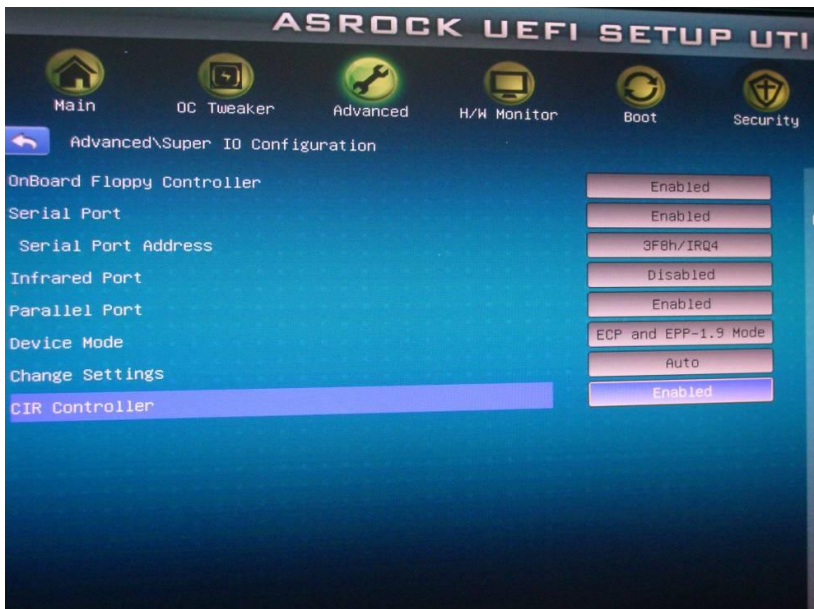 ASROCK UEFI SETUP UTI
Main OC Tweaker Advanced H/W Monitor Boot Security
Advanced\Super IO Configuration
OnBoard Floppy Controller Enabled
Serial Port Enabled
Serial Port Address 3F8h/IRQ4
Infrared Port Disabled
Parallel Port Enabled
Device Mode ECP and EPP-1.9 Mode
Change Settings Auto
CIR Controller Enabled